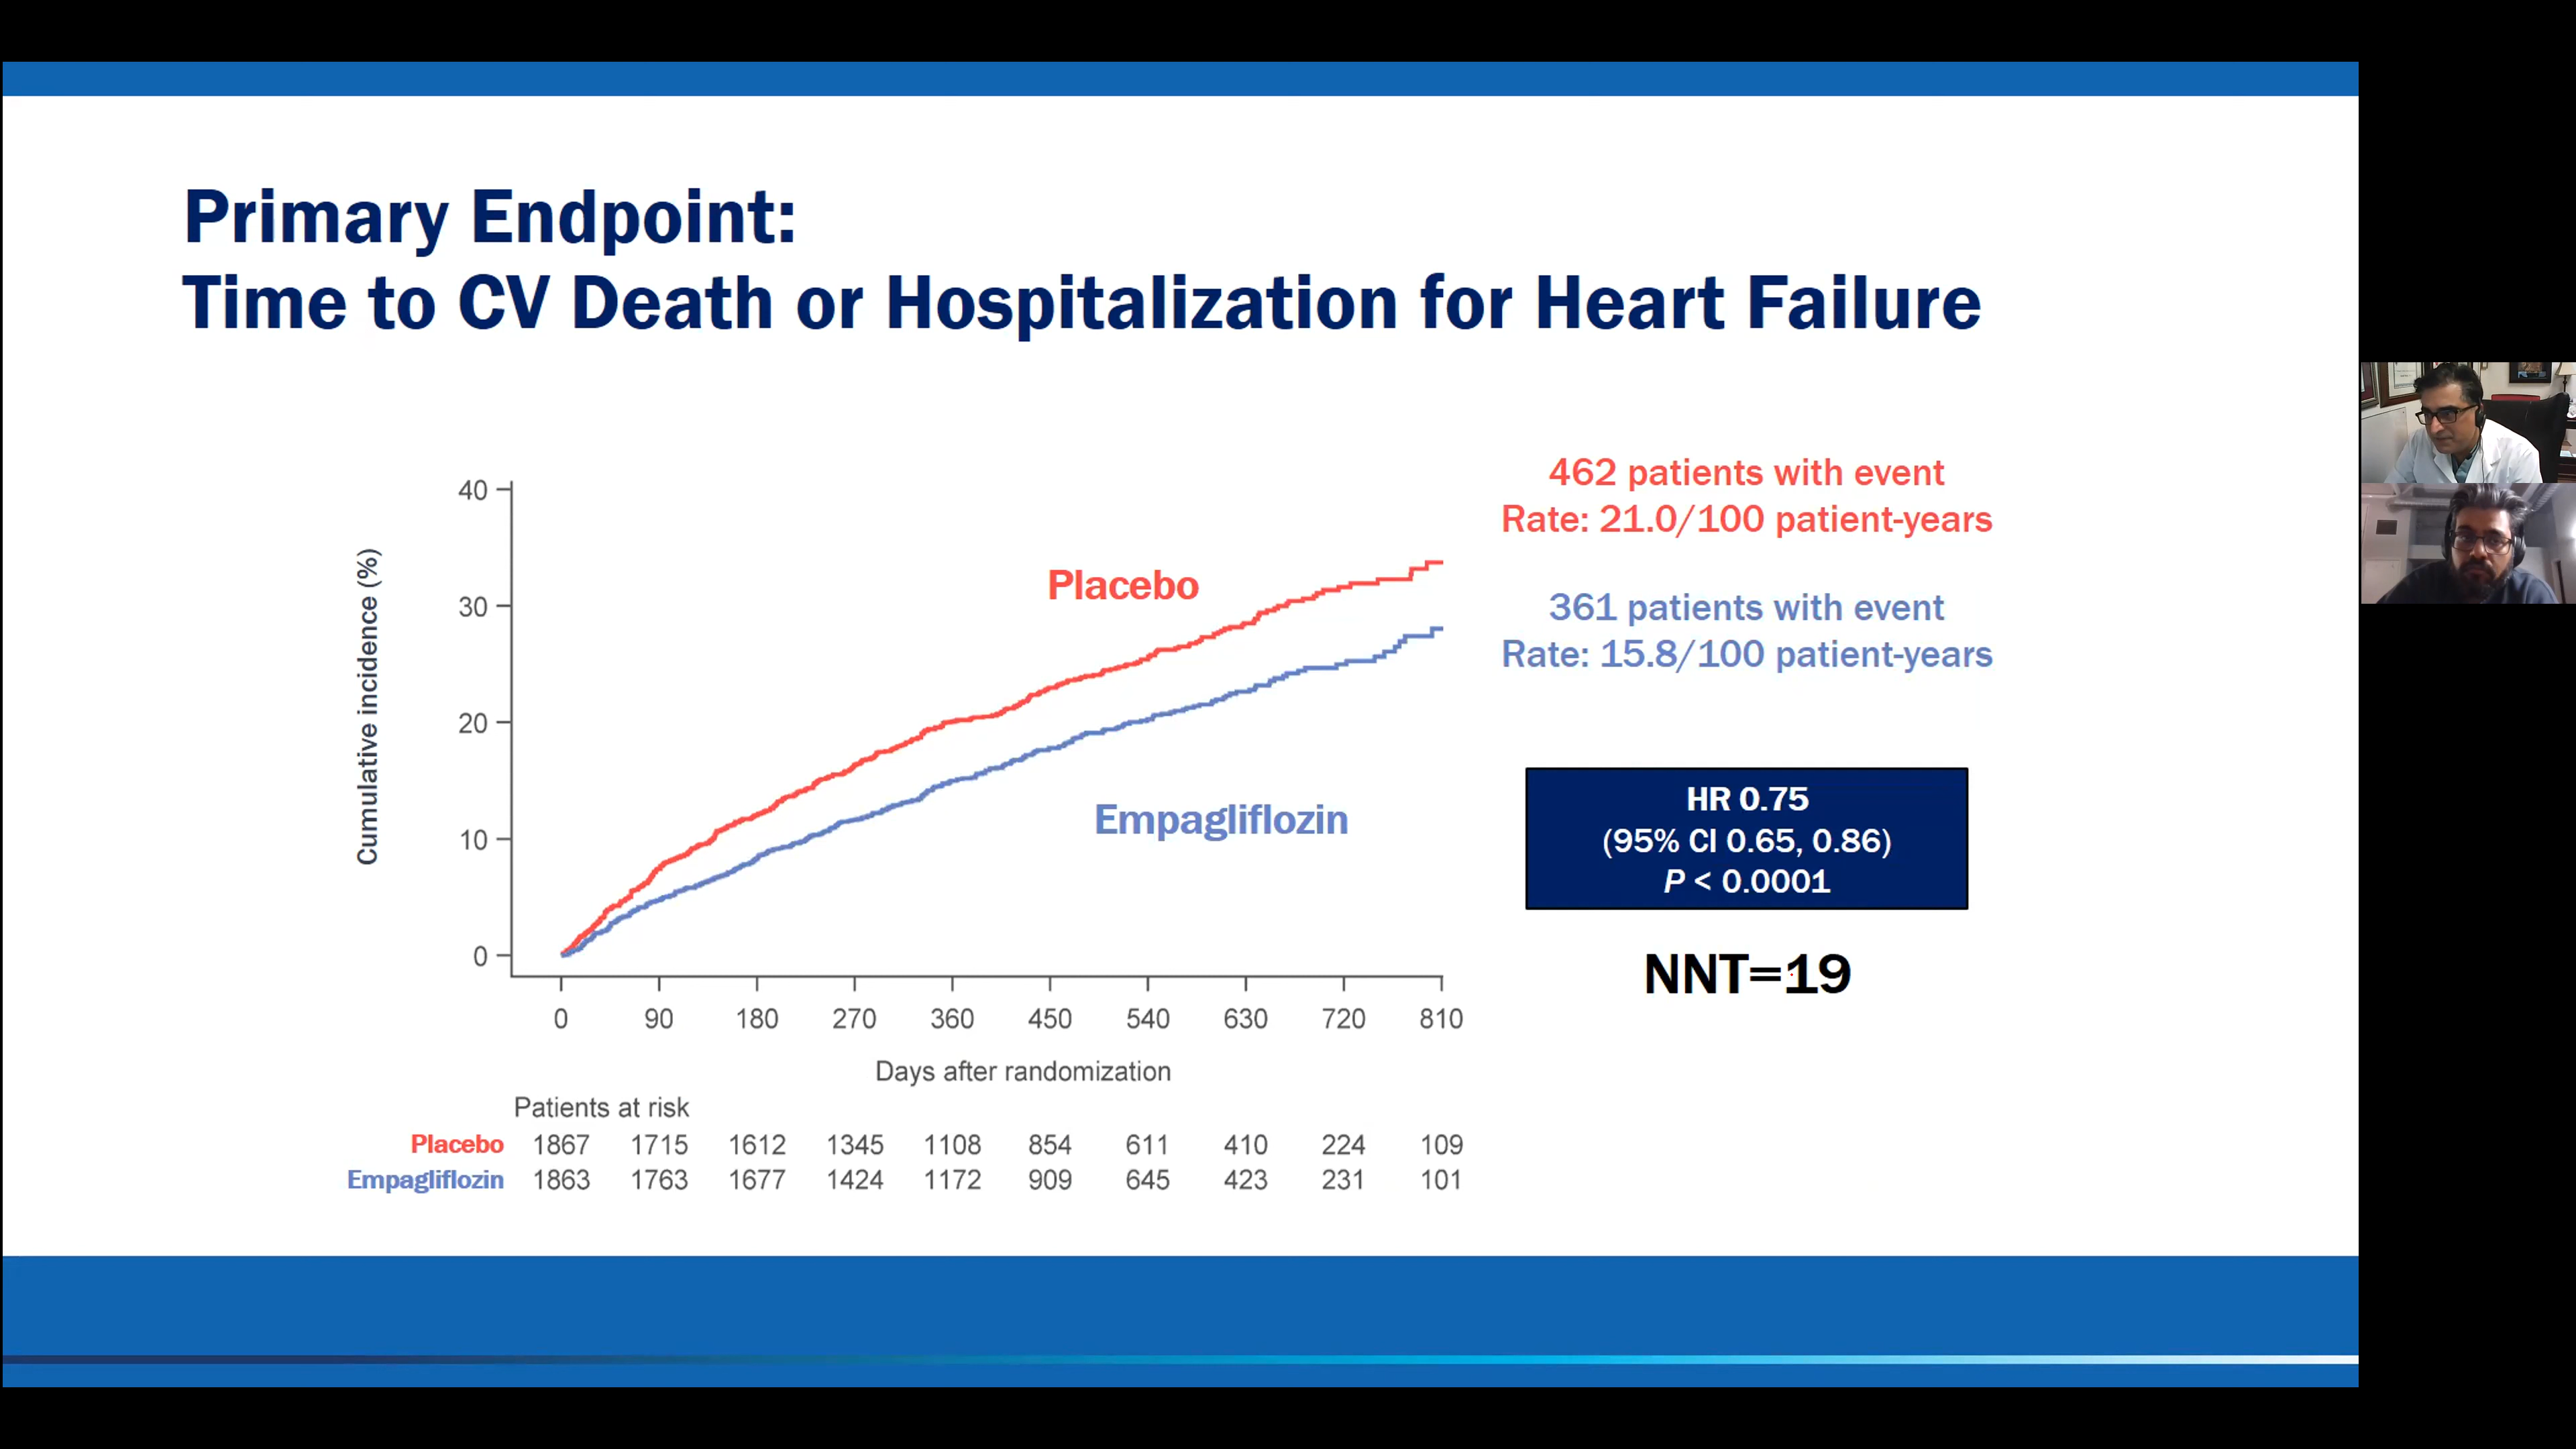 Primary Endpoint:
Time to CV Death or Hospitalization for Heart Failure
Cumulative incidence (%)
40
30
20
10
0
Placebo
Empagliflozin
0 90 180 270 360 450 540 630 720 810
Days after randomization
Patients at risk
Placebo 1867 1715 1612 1345 1108 854 611 410 224 109
Empagliflozin 1863 1763 1677 1424 1172 909 645 423 231 101
462 patients with event
Rate: 21.0/100 patient-years
361 patients with event
Rate: 15.8/100 patient-years
HR 0.75
(95% CI 0.65, 0.86)
P < 0.0001
NNT=19